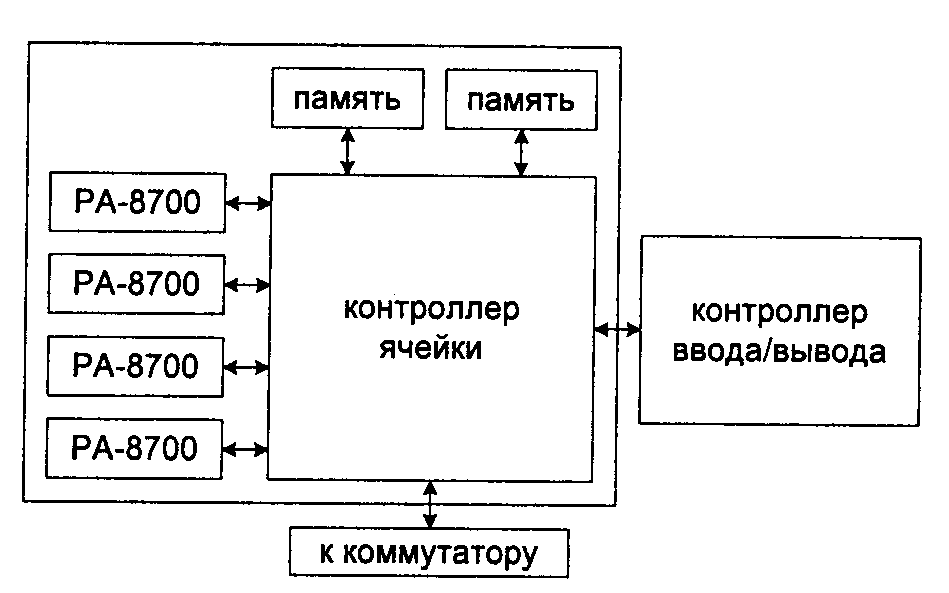 память
память
PA-8700
PA-8700
PA-8700
PA-8700
контроллер
ячейки
контроллер
ввода/вывода
к коммутатору